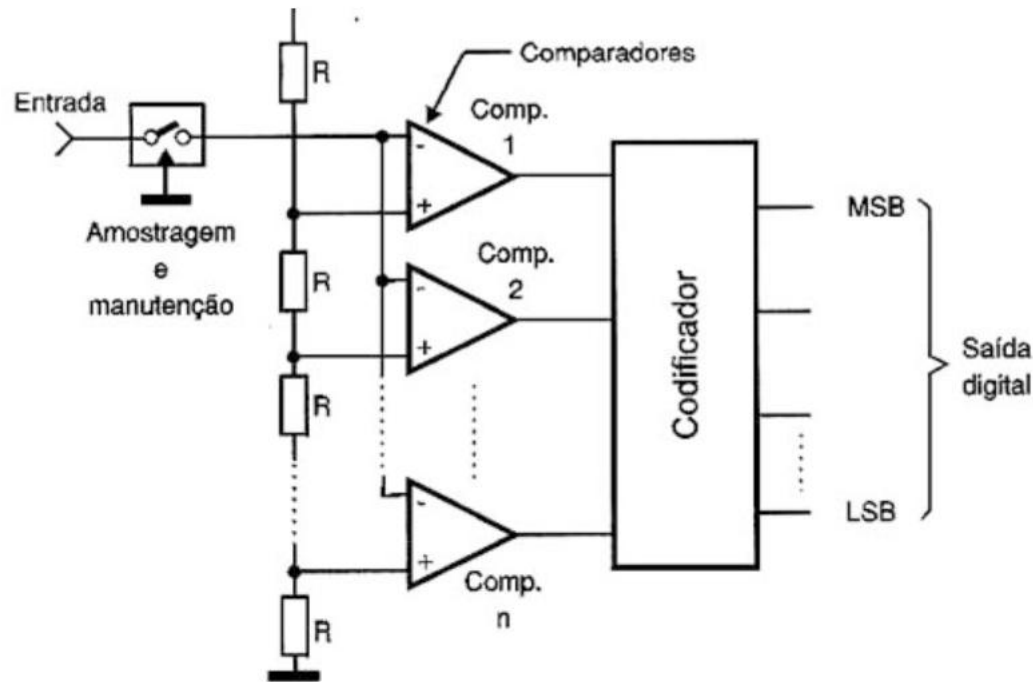 R
Comparadores
Entrada
Comp.
1
-
+
Amostragem
e
manutenção
R
Comp.
2
-
+
R
Codificador
MSB
Saída
digital
LSB
-
+
Comp.
n
R